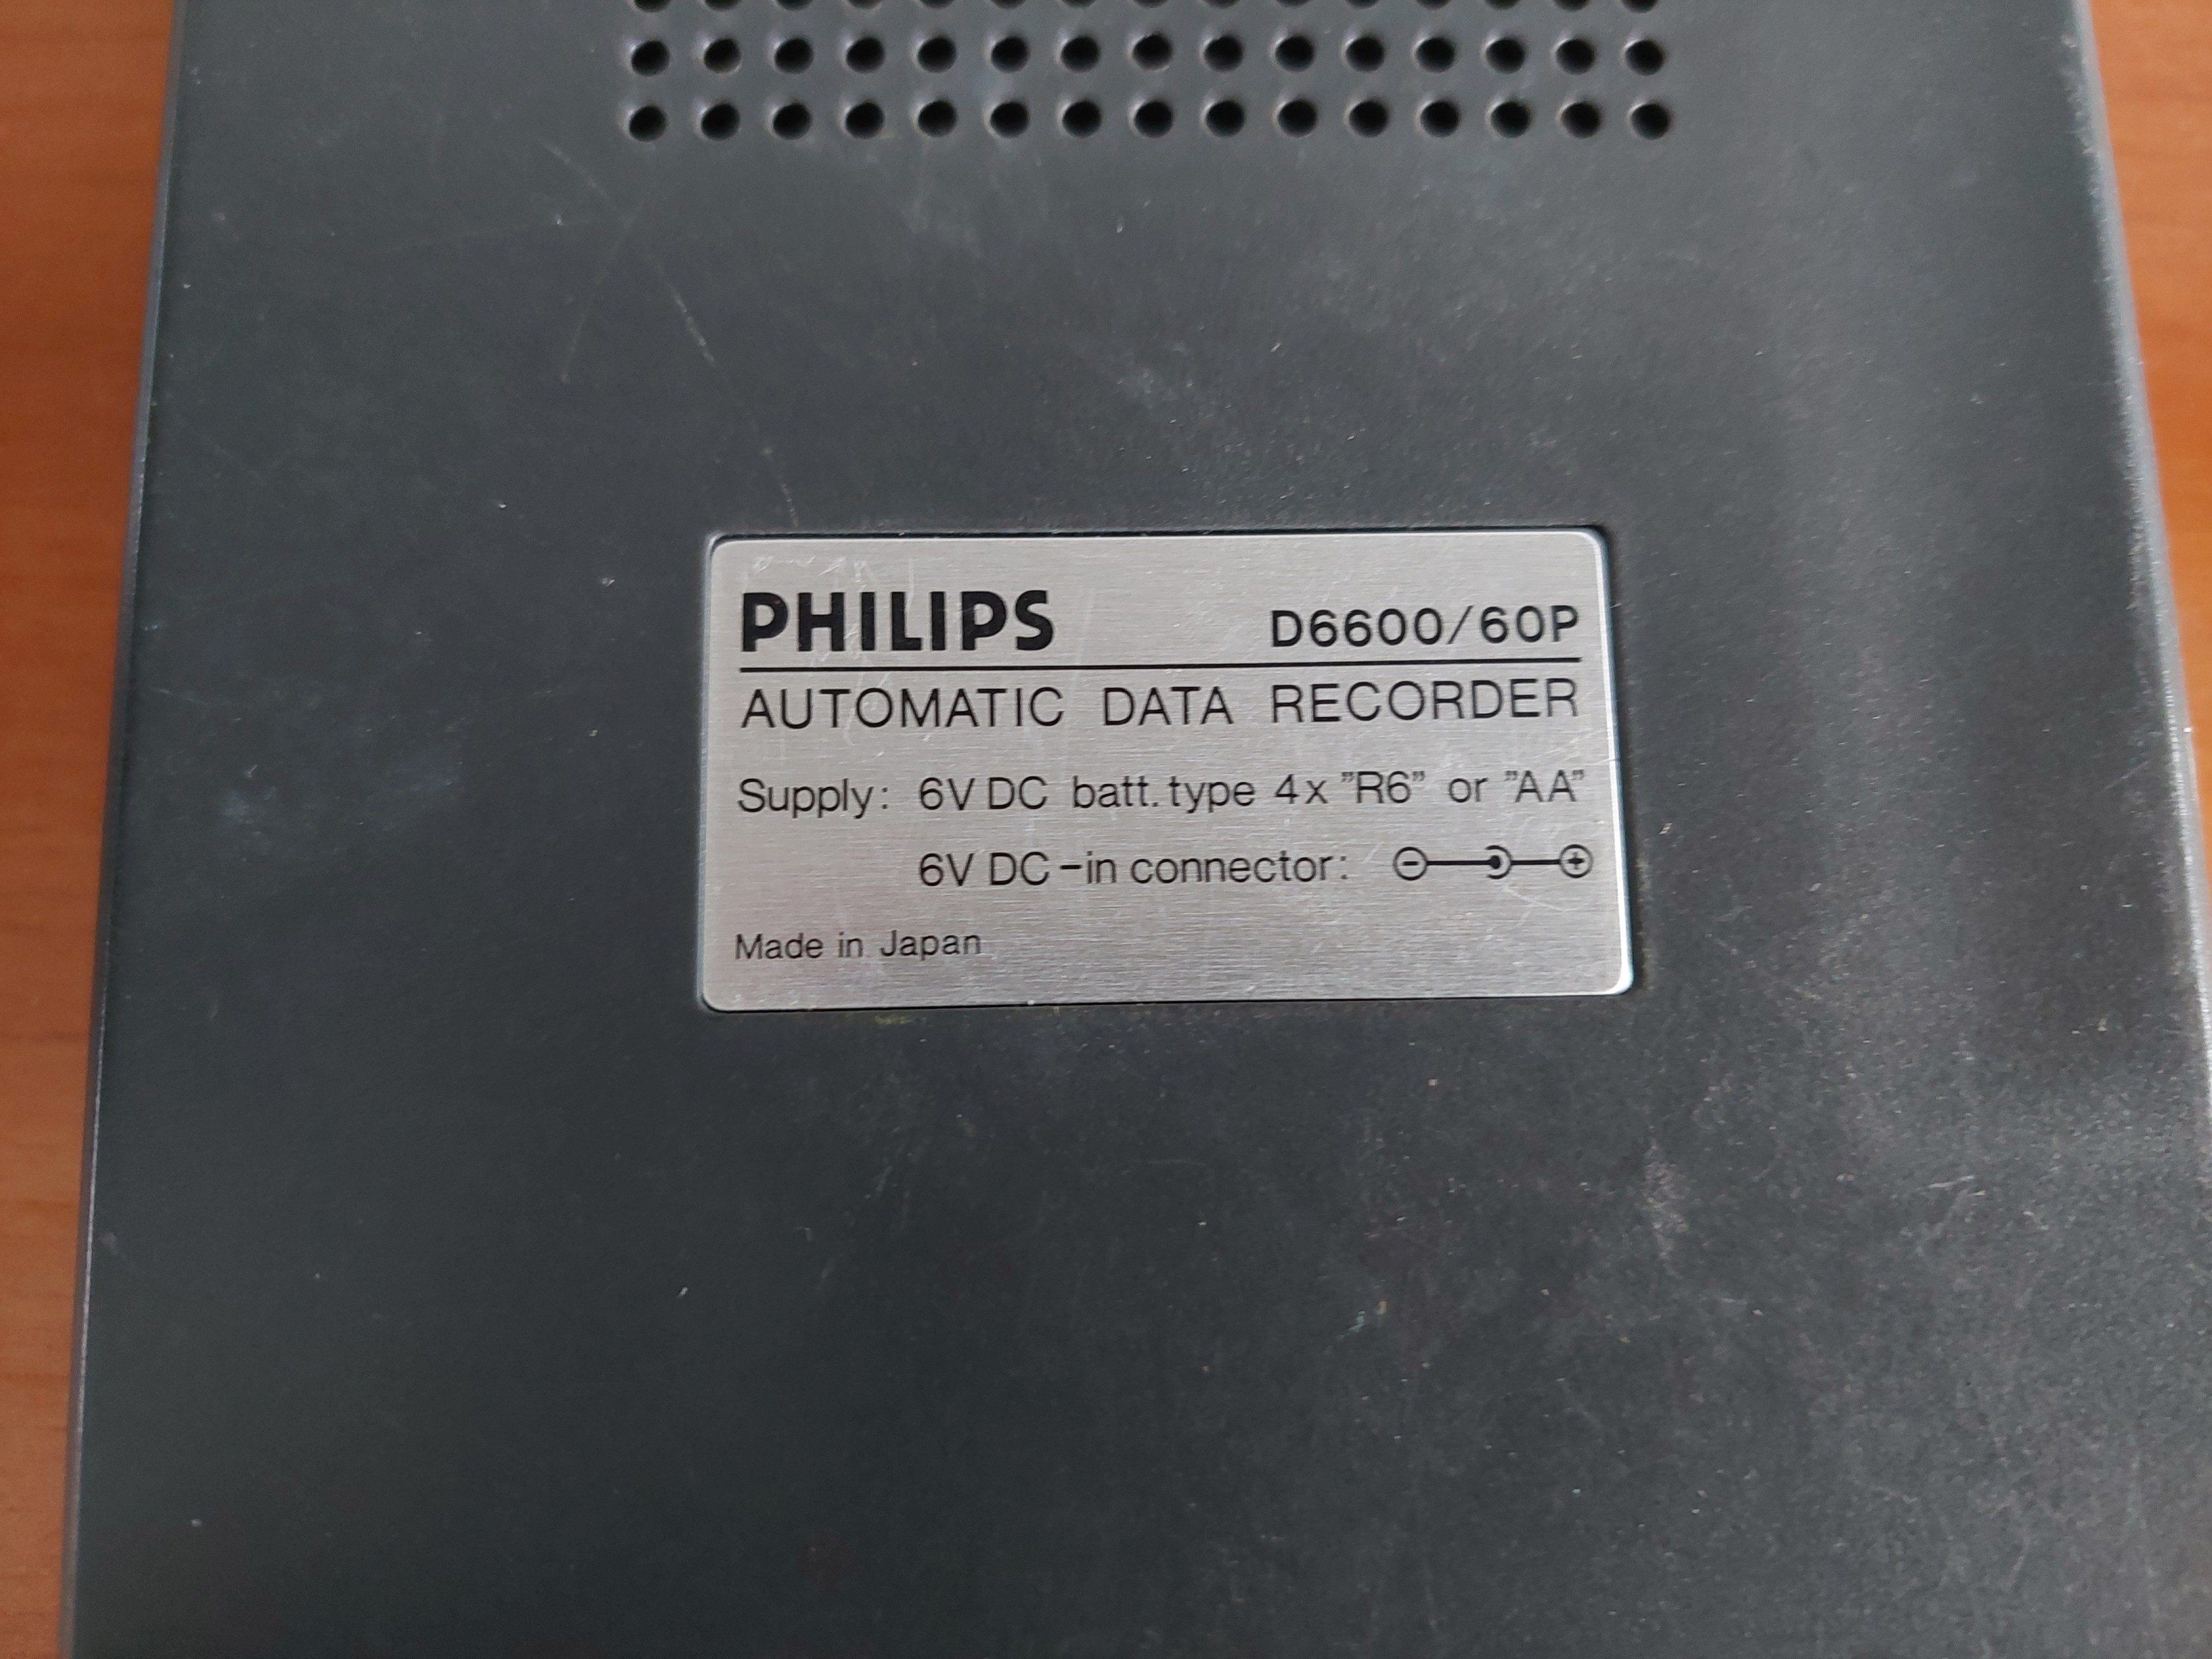 PHILIPS D6600/60P
AUTOMATIC DATA RECORDER
Supply: 6V DC batt. type 4x "R6" or "AA"
6V DC-in connector:
Made in Japan